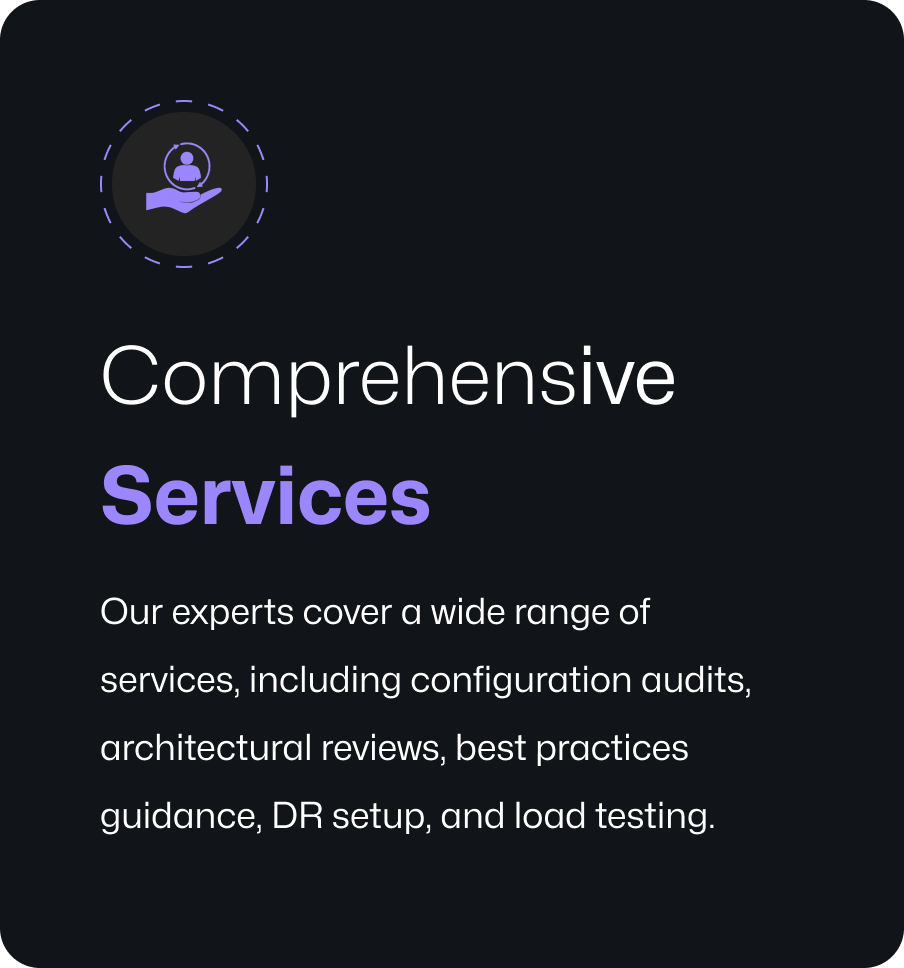 Comprehensive
Services
Our experts cover a wide range of
services, including configuration audits,
architectural reviews, best practices
guidance, DR setup, and load testing.